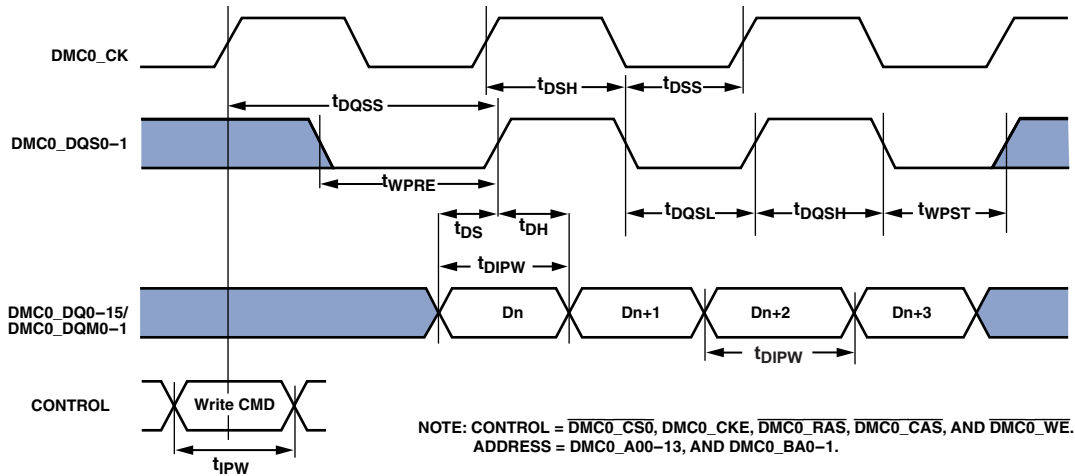 DMC0_CK
tDSH
tDSS
tDQSS
DMC0_DQS0–1
tWPRE
tDQSL
tDQSH
tWPST
tDS
tDH
tDIPW
DMC0_DQ0–15/
DMC0_DQM0–1
Dn
Dn+1
Dn+2
Dn+3
tDIPW
CONTROL
Write CMD
tIPW
NOTE: CONTROL = DMC0_CS0, DMC0_CKE, DMC0_RAS, DMC0_CAS, AND DMC0_WE.
ADDRESS = DMC0_A00-13, AND DMC0_BA0-1.